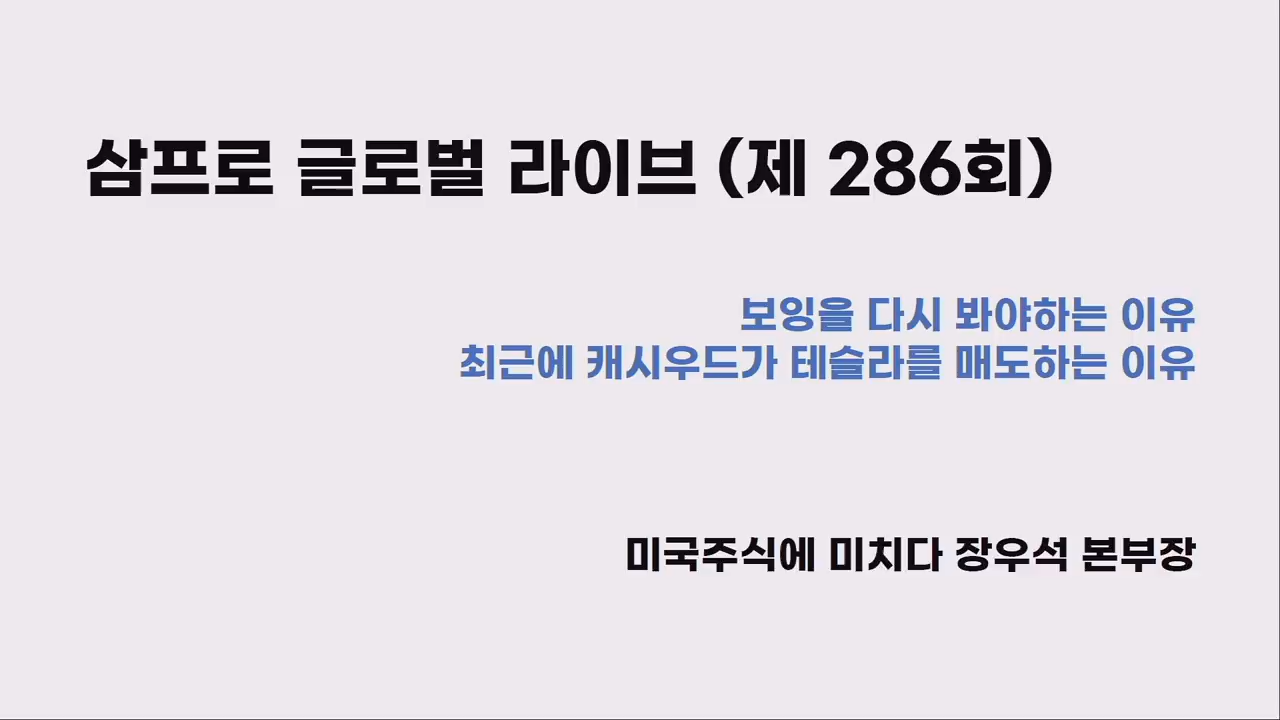 삼프로 글로벌 라이브 (제 286회)
보잉을 다시 봐야하는 이유
최근에 캐시우드가 테슬라를 매도하는 이유
미국주식에 미치다 장우석 본부장